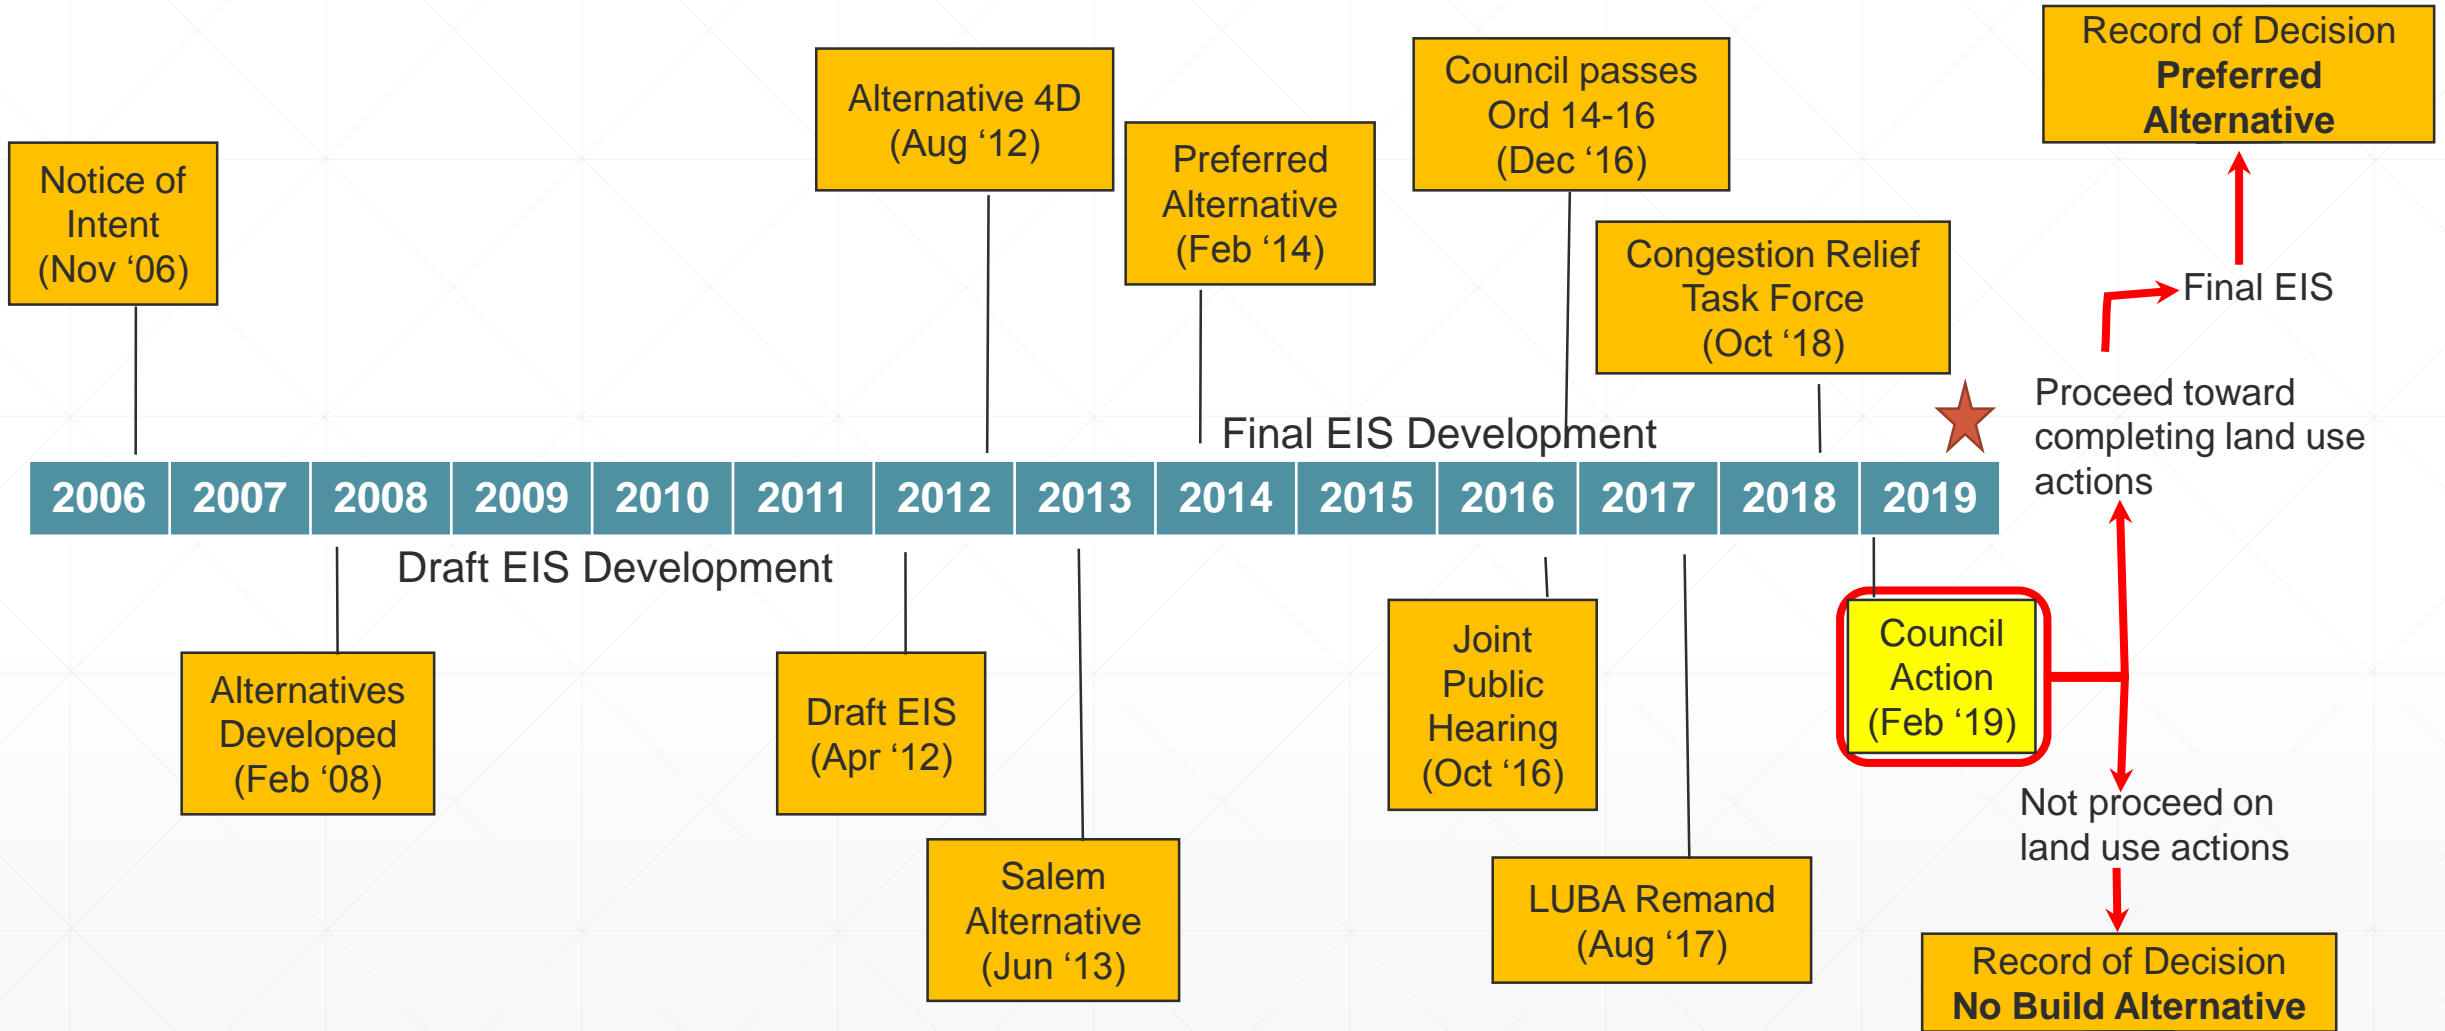 Notice of
Intent
(Nov ‘06)
Alternative 4D
(Aug ‘12)
Preferred
Alternative
(Feb ‘14)
Council passes
Ord 14-16
(Dec ‘16)
Congestion Relief
Task Force
(Oct ‘18)
Record of Decision
Preferred
Alternative
Final EIS
Proceed toward
completing land use
actions
Final EIS Development
2006 2007 2008 2009 2010 2011 2012 2013 2014 2015 2016 2017 2018 2019
Draft EIS Development
Alternatives
Developed
(Feb ‘08)
Draft EIS
(Apr ‘12)
Salem
Alternative
(Jun ‘13)
Joint
Public
Hearing
(Oct ‘16)
LUBA Remand
(Aug ‘17)
Council
Action
(Feb ‘19)
Not proceed on
land use actions
Record of Decision
No Build Alternative